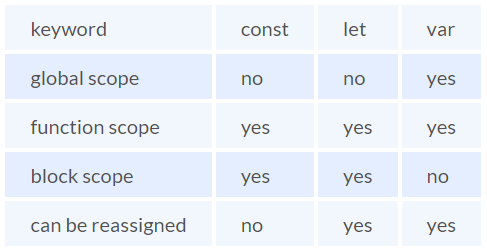 keyword const let var
global scope no no yes
function scope yes yes yes
block scope yes yes no
can be reassigned no yes yes